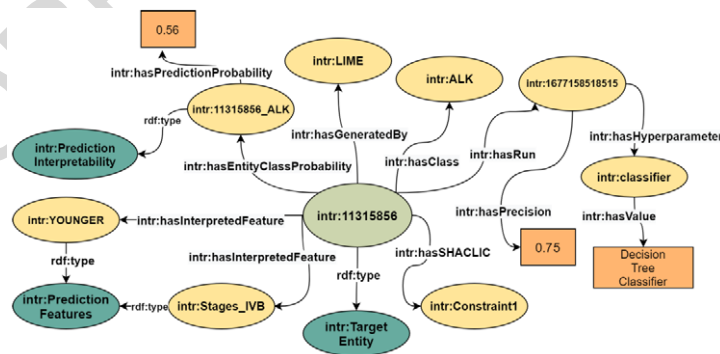 0.56
intr:LIME
intr:ALK
intr:1677158518515
intr:hasPredictionProbability
intr:11315856_ALK
rdf:type
intr:hasGeneratedBy
intr:hasHyperparameter
intr:Prediction
Interpretability
intr:hasEntityClassProbability
intr:hasClass
intr:hasRun
intr:classifier
intr:11315856
intr:hasPrecision
intr:hasValue
intr:YOUNGER
intr:hasInterpretedFeature
intr:hasInterpretedFeature
intr:hasSHACLIC
0.75
Decision
Tree
Classifier
rdf:type
rdf:type
intr:Prediction
Features
rdf:type
intr:Stages_IVB
intr:Constraint1
intr:Target
Entity